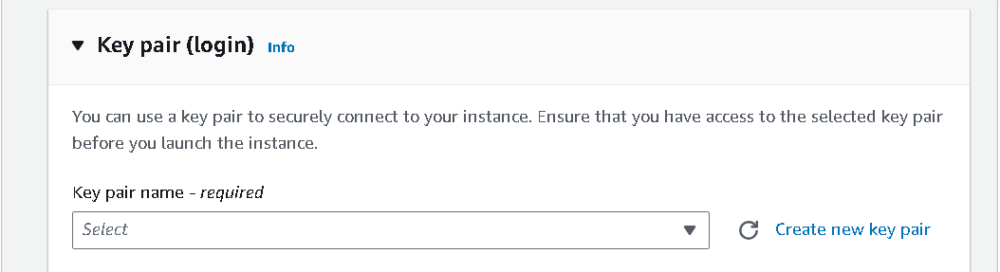 Key pair (login) Info
You can use a key pair to securely connect to your instance. Ensure that you have access to the selected key pair
before you launch the instance.
Key pair name - required
Select
Create new key pair